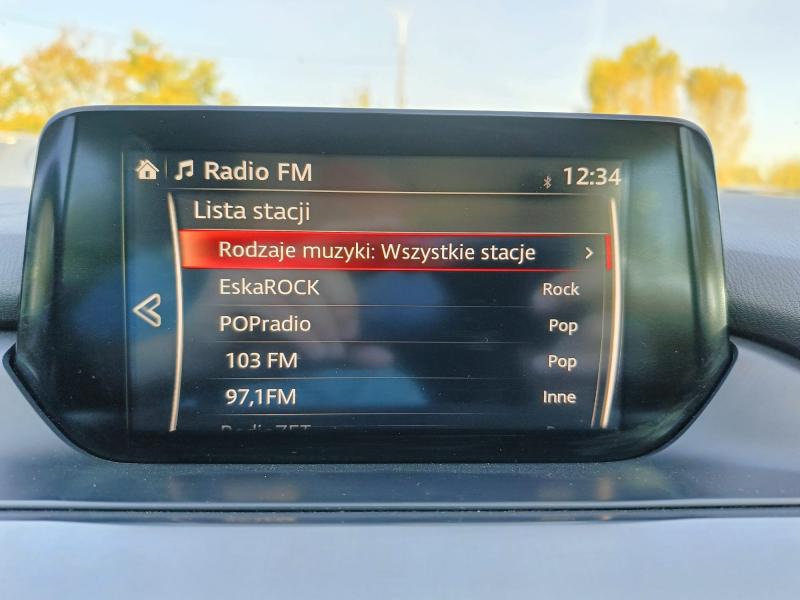 Radio FM 12:34
Lista stacji
Rodzaje muzyki: Wszystkie stacje >
EskaROCK Rock
POPradio Pop
103 FM Pop
97,1FM Inne
RadioZET